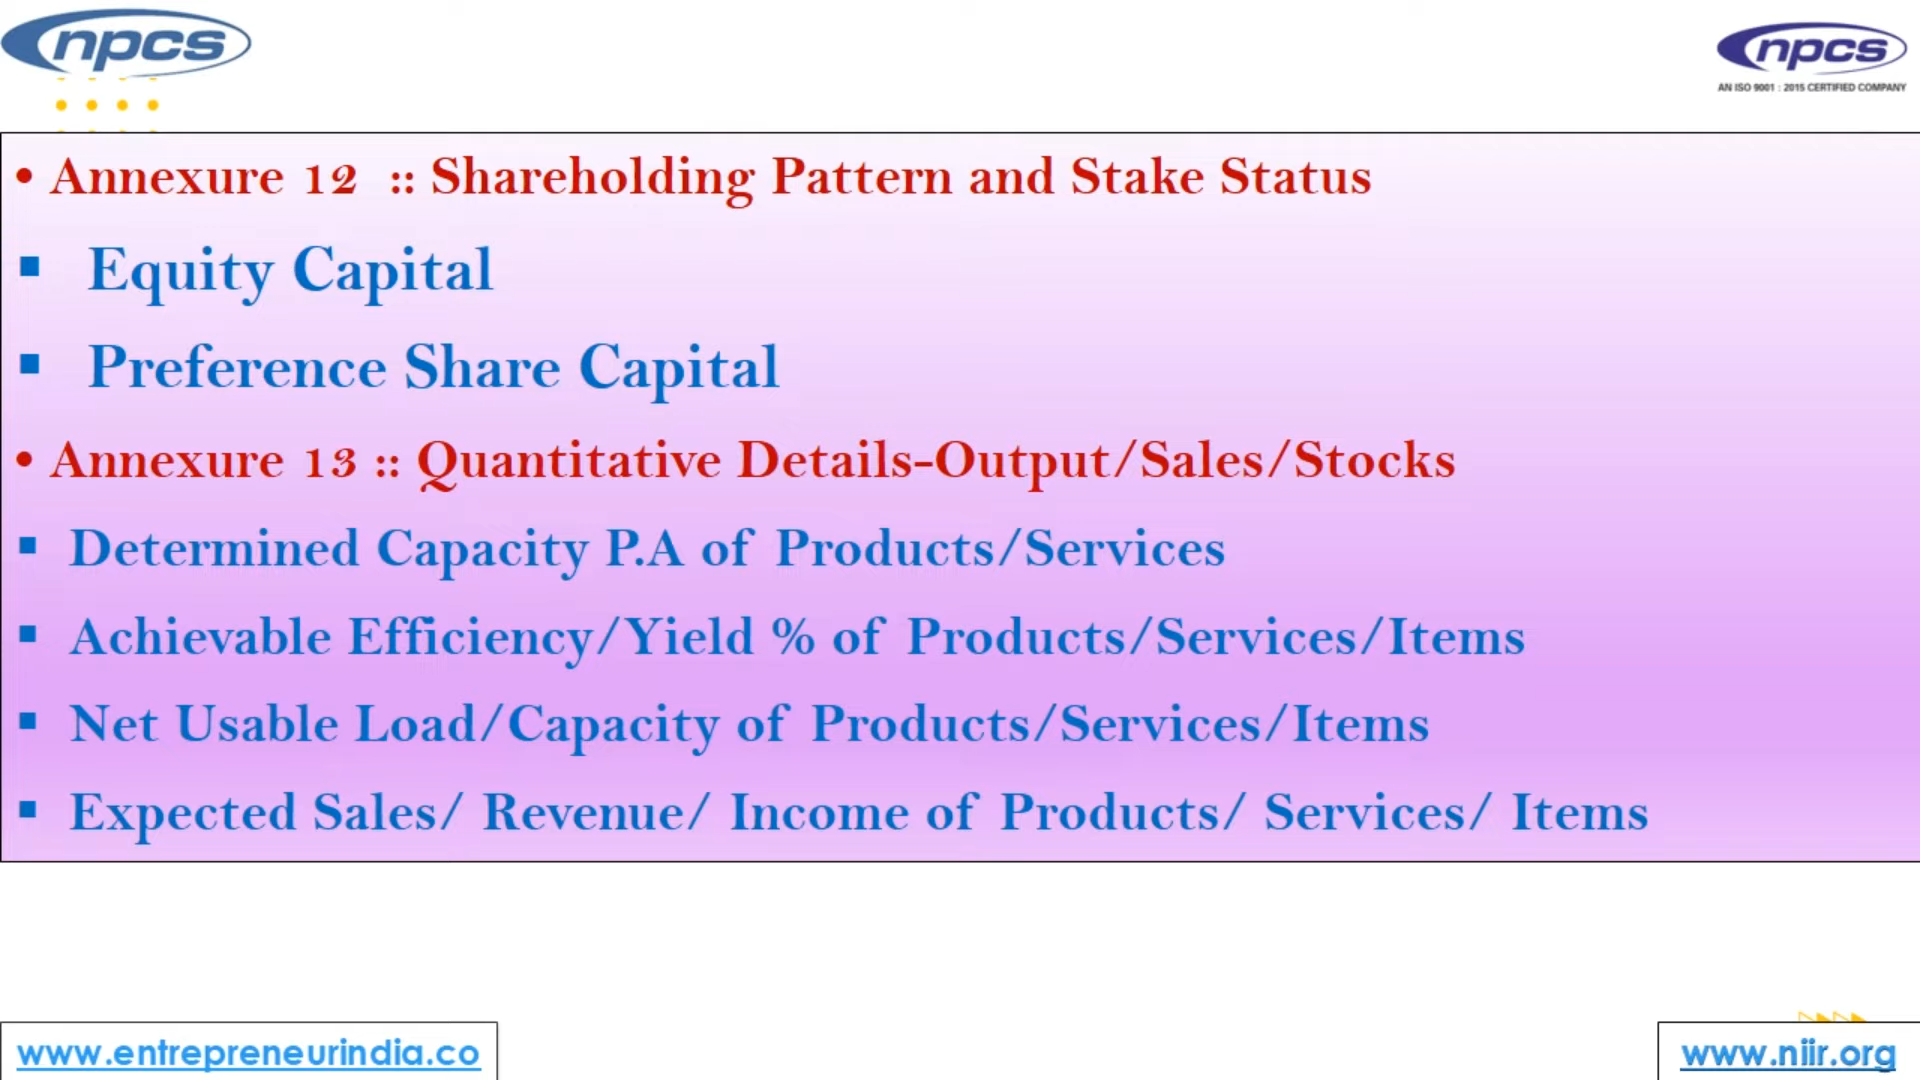 npcs
npcs
AN ISO 9001 : 2015 CERTIFIED COMPANY
• Annexure 12 :: Shareholding Pattern and Stake Status
▪ Equity Capital
▪ Preference Share Capital
• Annexure 13 :: Quantitative Details-Output/Sales/Stocks
▪ Determined Capacity P.A of Products/Services
▪ Achievable Efficiency/Yield % of Products/Services/Items
▪ Net Usable Load/Capacity of Products/Services/Items
▪ Expected Sales/ Revenue/ Income of Products/ Services/ Items
www.entrepreneurindia.co
www.niir.org